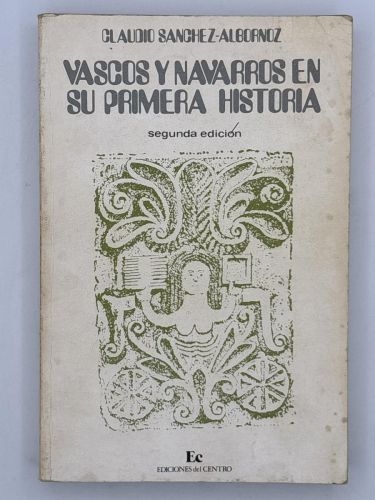 CLAUDIO SANCHEZ-ALBORNOZ
VASCOS Y NAVARROS EN
SU PRIMERA HISTORIA
segunda edición
Ec
EDICIONES del CENTRO